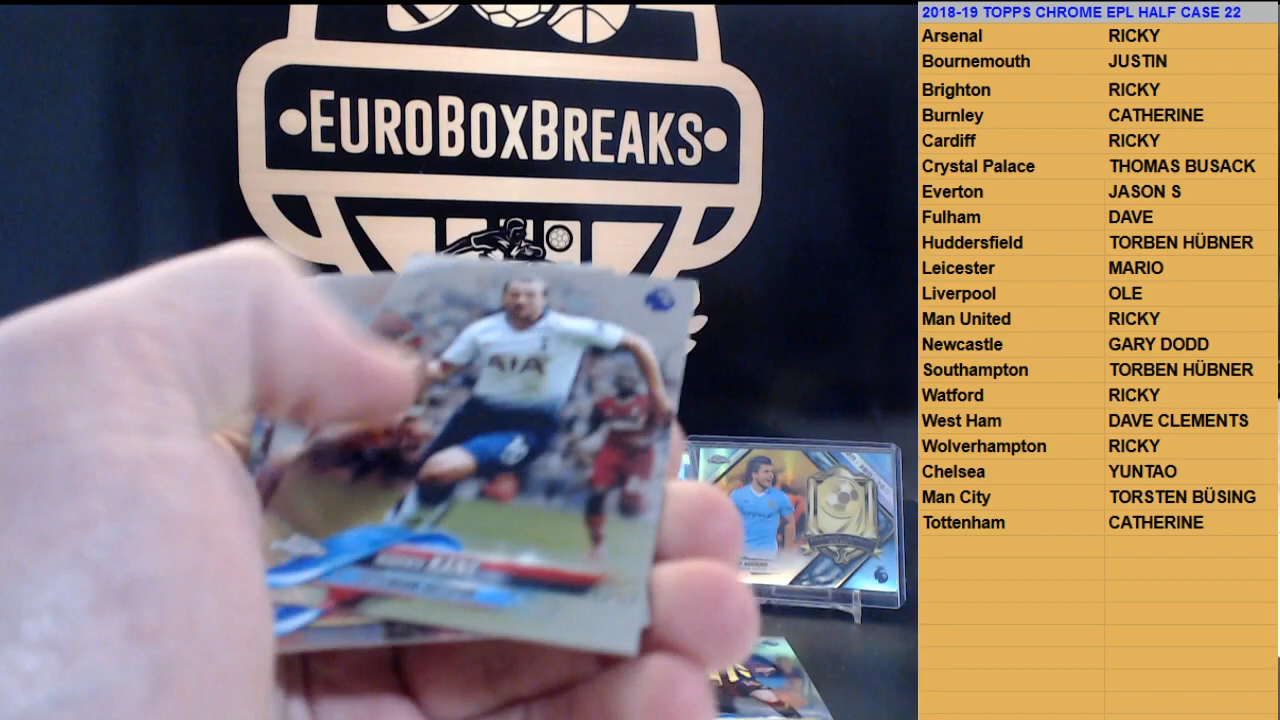 EUROBOXBREAKS
AIA
KANE
2018-19 TOPPS CHROME EPL HALF CASE 22
Arsenal RICKY
Bournemouth JUSTIN
Brighton RICKY
Burnley CATHERINE
Cardiff RICKY
Crystal Palace THOMAS BUSACK
Everton JASON S
Fulham DAVE
Huddersfield TORBEN HÜBNER
Leicester MARIO
Liverpool OLE
Man United RICKY
Newcastle GARY DODD
Southampton TORBEN HÜBNER
Watford RICKY
West Ham DAVE CLEMENTS
Wolverhampton RICKY
Chelsea YUNTAO
Man City TORSTEN BÜSING
Tottenham CATHERINE